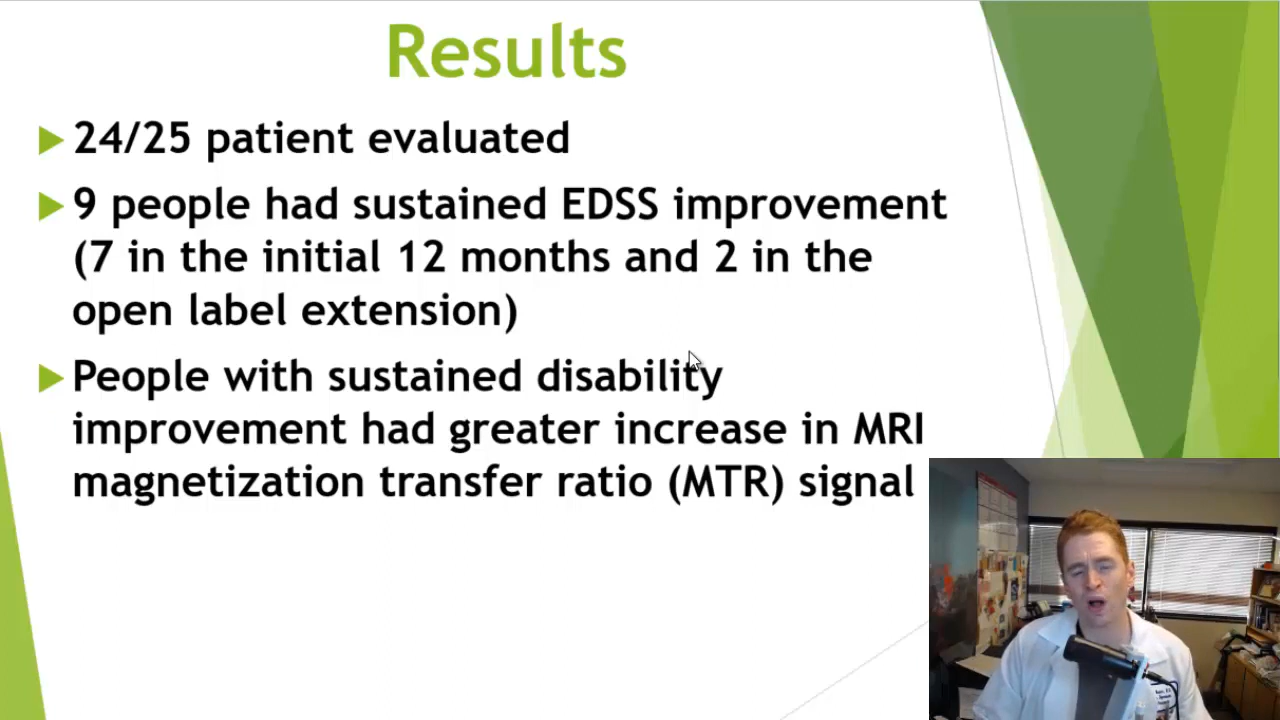 Results
24/25 patient evaluated
9 people had sustained EDSS improvement
(7 in the initial 12 months and 2 in the
open label extension)
People with sustained disability
improvement had greater increase in MRI
magnetization transfer ratio (MTR) signal